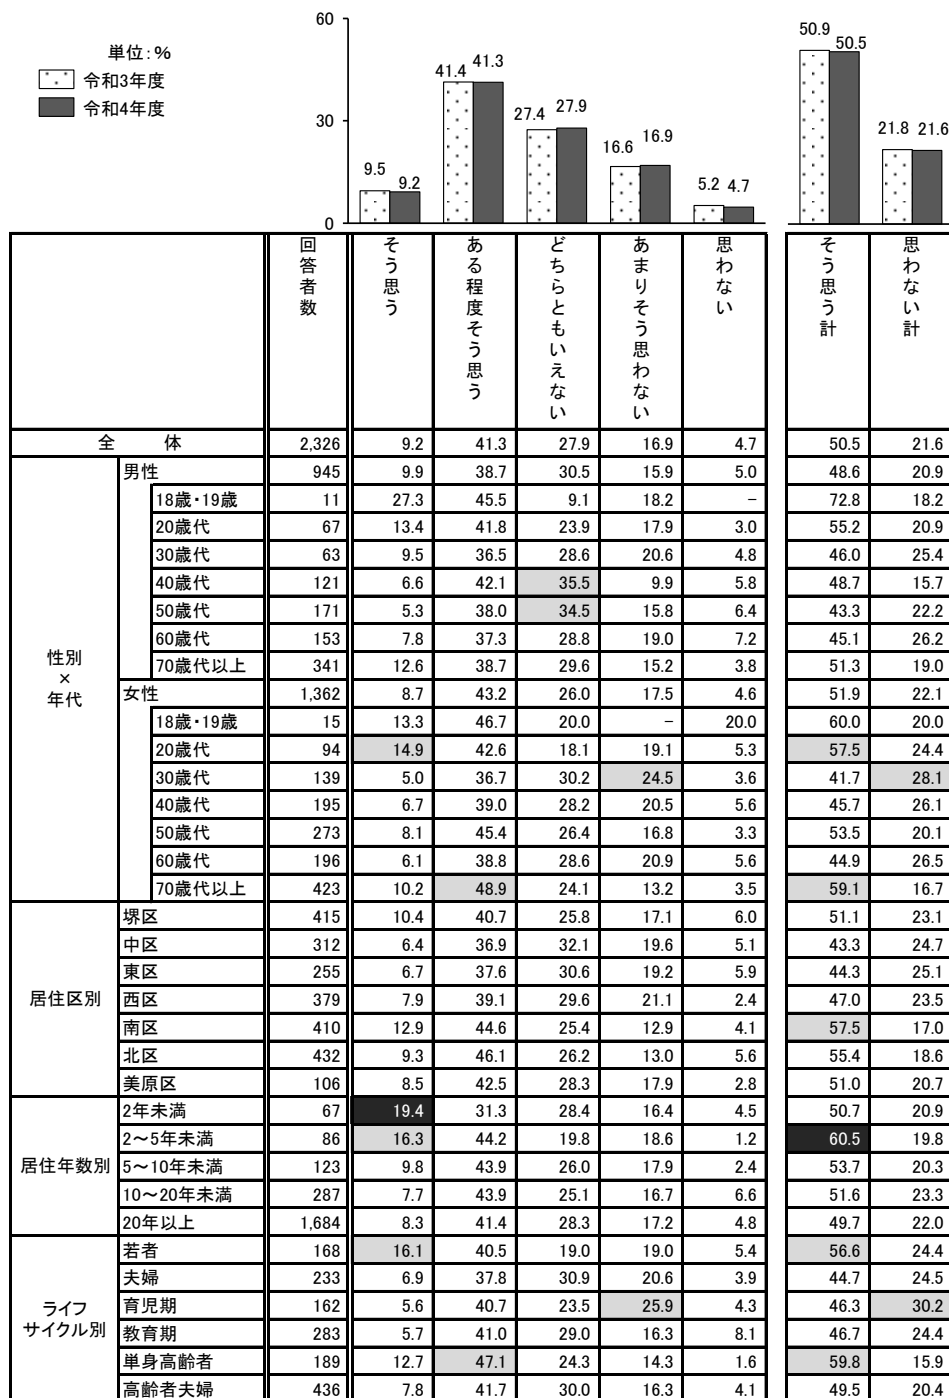 60
30
0
単位:%
令和3年度
令和4年度
9.5 9.2
41.4 41.3
27.4 27.9
16.6 16.9
5.2 4.7
50.9 50.5
21.8 21.6
回答者数 そう思う ある程度そう思う どちらともいえない あまりそう思わない 思わない そう思う計 思わない計
全体 2,326 9.2 41.3 27.9 16.9 4.7 50.5 21.6
性別×年代
男性 945 9.9 38.7 30.5 15.9 5.0 48.6 20.9
18歳・19歳 11 27.3 45.5 9.1 18.2 − 72.8 18.2
20歳代 67 13.4 41.8 23.9 17.9 3.0 55.2 20.9
30歳代 63 9.5 36.5 28.6 20.6 4.8 46.0 25.4
40歳代 121 6.6 42.1 35.5 9.9 5.8 48.7 15.7
50歳代 171 5.3 38.0 34.5 15.8 6.4 43.3 22.2
60歳代 153 7.8 37.3 28.8 19.0 7.2 45.1 26.2
70歳代以上 341 12.6 38.7 29.6 15.2 3.8 51.3 19.0
女性 1,362 8.7 43.2 26.0 17.5 4.6 51.9 22.1
18歳・19歳 15 13.3 46.7 20.0 − 20.0 60.0 20.0
20歳代 94 14.9 42.6 18.1 19.1 5.3 57.5 24.4
30歳代 139 5.0 36.7 30.2 24.5 3.6 41.7 28.1
40歳代 195 6.7 39.0 28.2 20.5 5.6 45.7 26.1
50歳代 273 8.1 45.4 26.4 16.8 3.3 53.5 20.1
60歳代 196 6.1 38.8 28.6 20.9 5.6 44.9 26.5
70歳代以上 423 10.2 48.9 24.1 13.2 3.5 59.1 16.7
居住区別
堺区 415 10.4 40.7 25.8 17.1 6.0 51.1 23.1
中区 312 6.4 36.9 32.1 19.6 5.1 43.3 24.7
東区 255 6.7 37.6 30.6 19.2 5.9 44.3 25.1
西区 379 7.9 39.1 29.6 21.1 2.4 47.0 23.5
南区 410 12.9 44.6 25.4 12.9 4.1 57.5 17.0
北区 432 9.3 46.1 26.2 13.0 5.6 55.4 18.6
美原区 106 8.5 42.5 28.3 17.9 2.8 51.0 20.7
居住年数別
2年未満 67 19.4 31.3 28.4 16.4 4.5 50.7 20.9
2〜5年未満 86 16.3 44.2 19.8 18.6 1.2 60.5 19.8
5〜10年未満 123 9.8 43.9 26.0 17.9 2.4 53.7 20.3
10〜20年未満 287 7.7 43.9 25.1 16.7 6.6 51.6 23.3
20年以上 1,684 8.3 41.4 28.3 17.2 4.8 49.7 22.0
ライフサイクル別
若者 168 16.1 40.5 19.0 19.0 5.4 56.6 24.4
夫婦 233 6.9 37.8 30.9 20.6 3.9 44.7 24.5
育児期 162 5.6 40.7 23.5 25.9 4.3 46.3 30.2
教育期 283 5.7 41.0 29.0 16.3 8.1 46.7 24.4
単身高齢者 189 12.7 47.1 24.3 14.3 1.6 59.8 15.9
高齢者夫婦 436 7.8 41.7 30.0 16.3 4.1 49.5 20.4